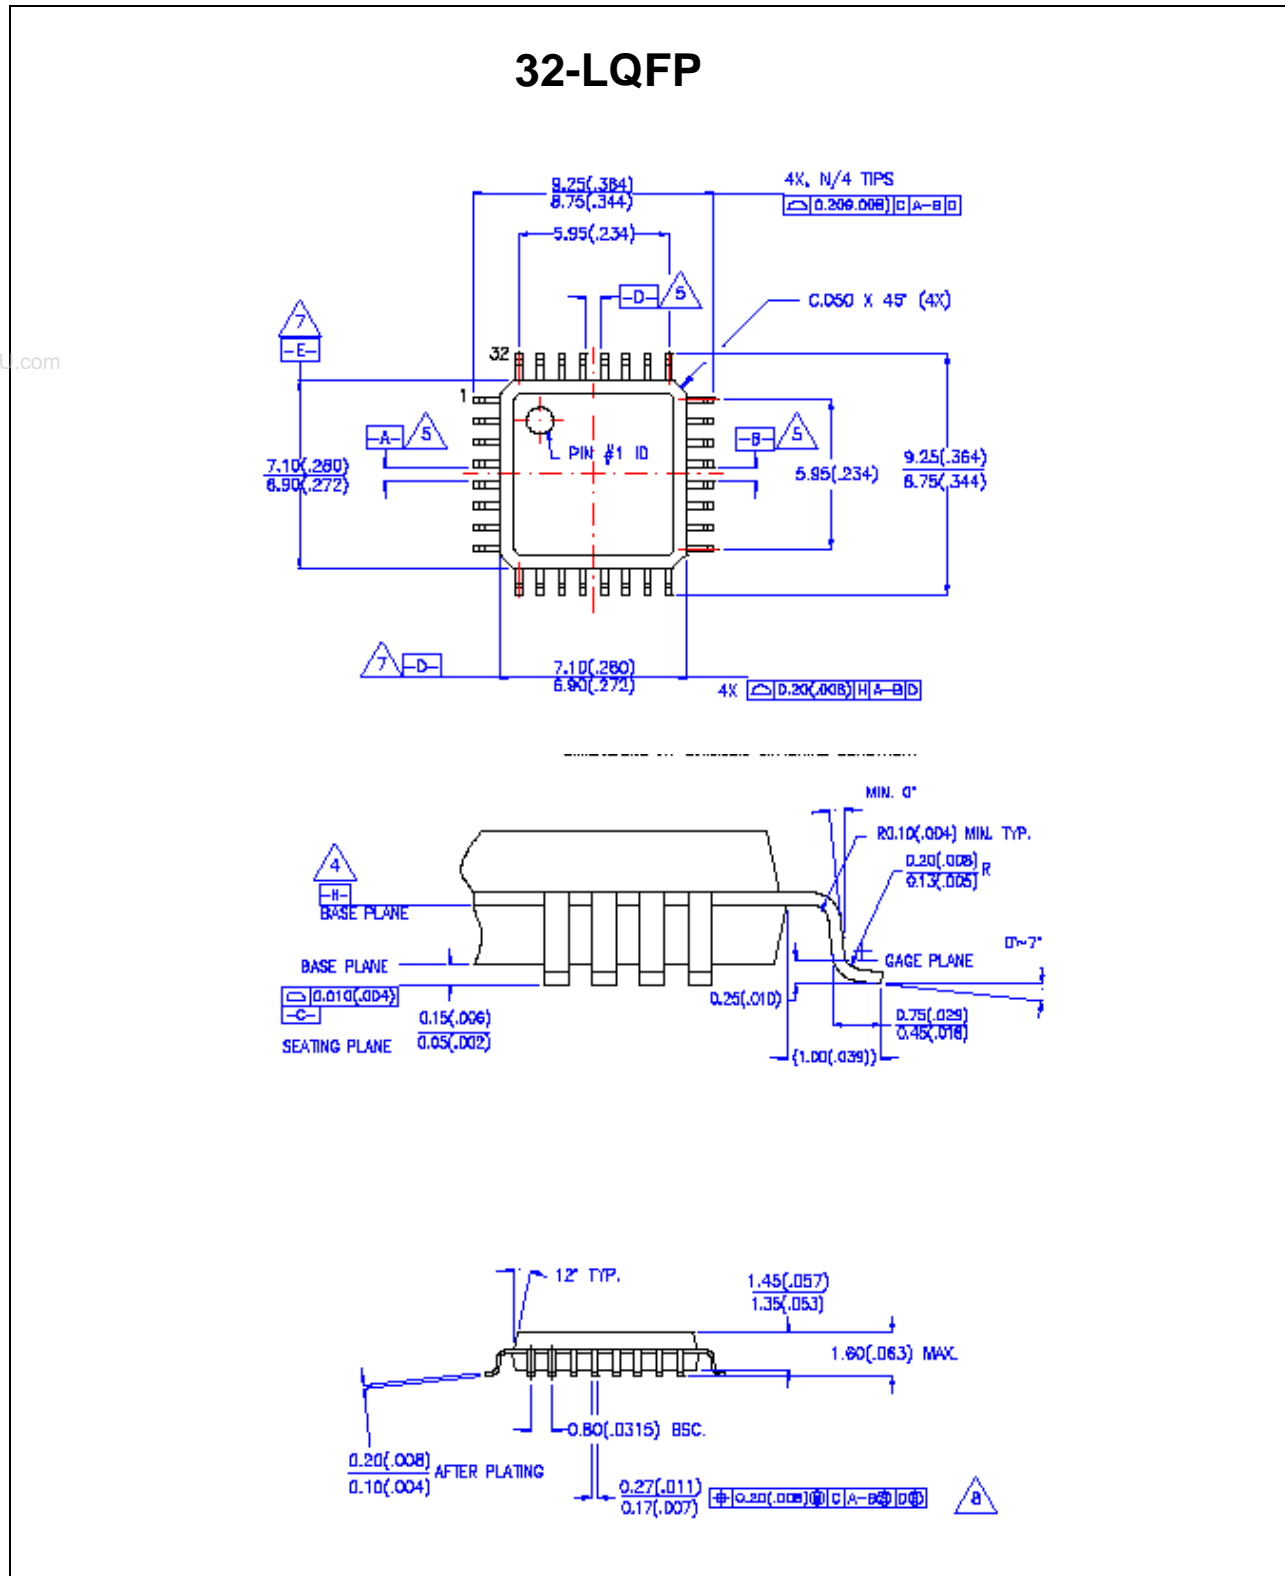 32-LQFP
9.25(.364)
8.75(.344)
4X, N/4 TIPS
C A-B D
5.95(.234)
-D- 5
C.D50 X 45° (4X)
7
-E-
U.com
32
1
-A- 5
PIN #1 ID
-B- 5
7.10(.280)
6.90(.272)
5.95(.234)
9.25(.364)
8.75(.344)
7 -D-
7.10(.280)
6.90(.272)
4X 0.20(.008) H A-B D
MIN. 0°
R0.10(.004) MIN. TYP.
0.20(.008) R
0.13(.005)
4
-H-
BASE PLANE
BASE PLANE
GAGE PLANE
0°~7°
0.010(.004)
-C-
SEATING PLANE
0.15(.006)
0.05(.002)
0.25(.010)
0.75(.029)
0.45(.018)
(1.00(.039))
12° TYP.
1.45(.057)
1.35(.053)
1.60(.063) MAX.
0.80(.0315) BSC.
0.20(.008)
0.10(.004)
AFTER PLATING
0.27(.011)
0.17(.007)
0.20(.008) C A-B D
8